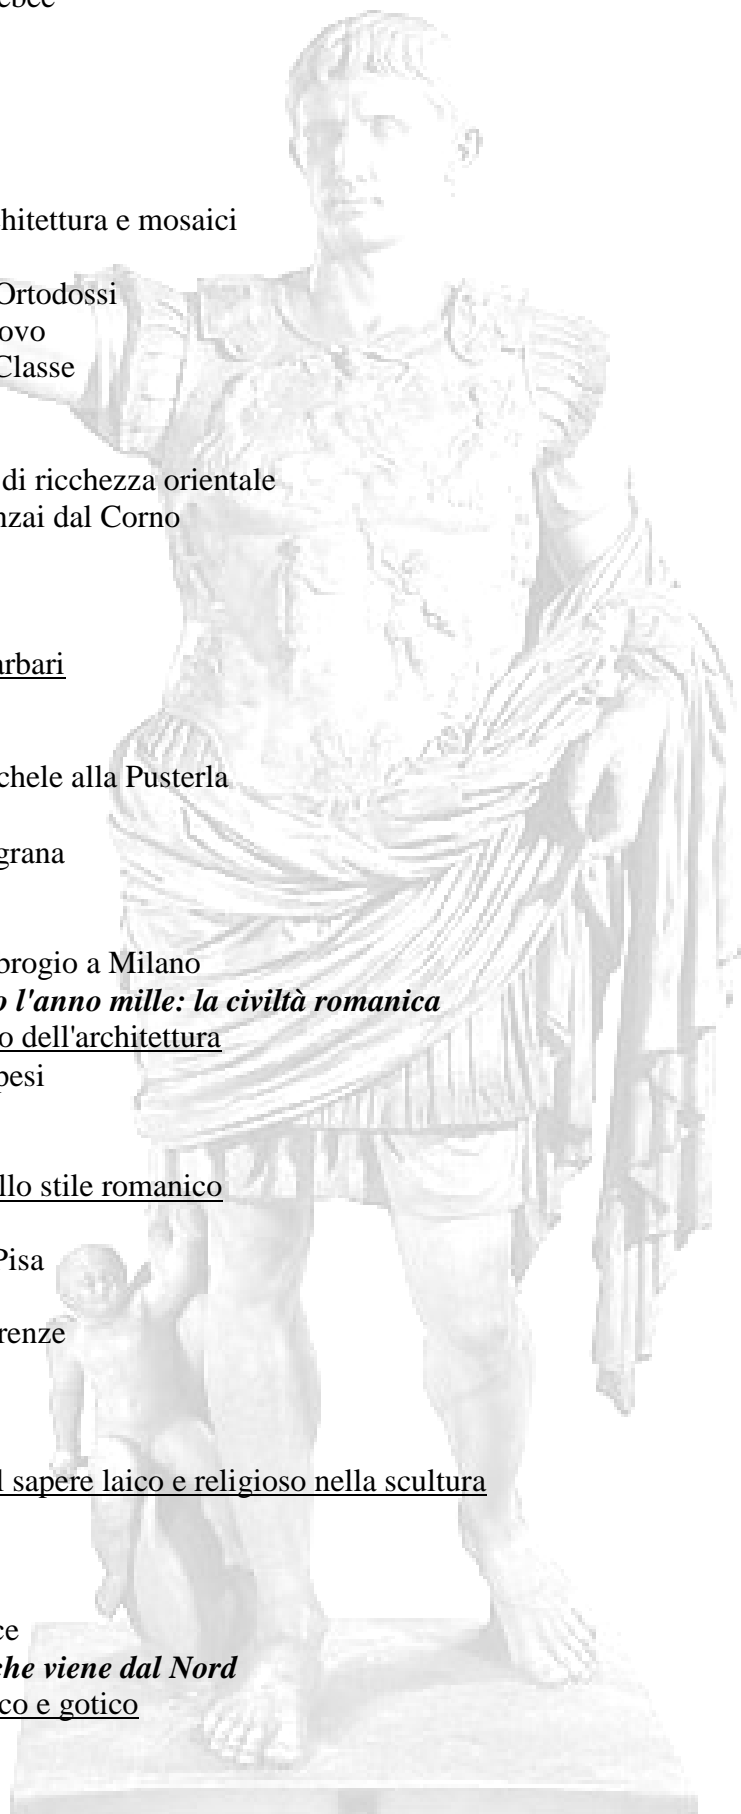 hitettura e mosaici
Ortodossi
ovo
Classe
di ricchezza orientale
nzai dal Corno
arbari
chele alla Pusterla
grana
brogio a Milano
o l'anno mille: la civiltà romanica
o dell'architettura
pesi
llo stile romanico
Pisa
renze
l sapere laico e religioso nella scultura
ce
che viene dal Nord
co e gotico